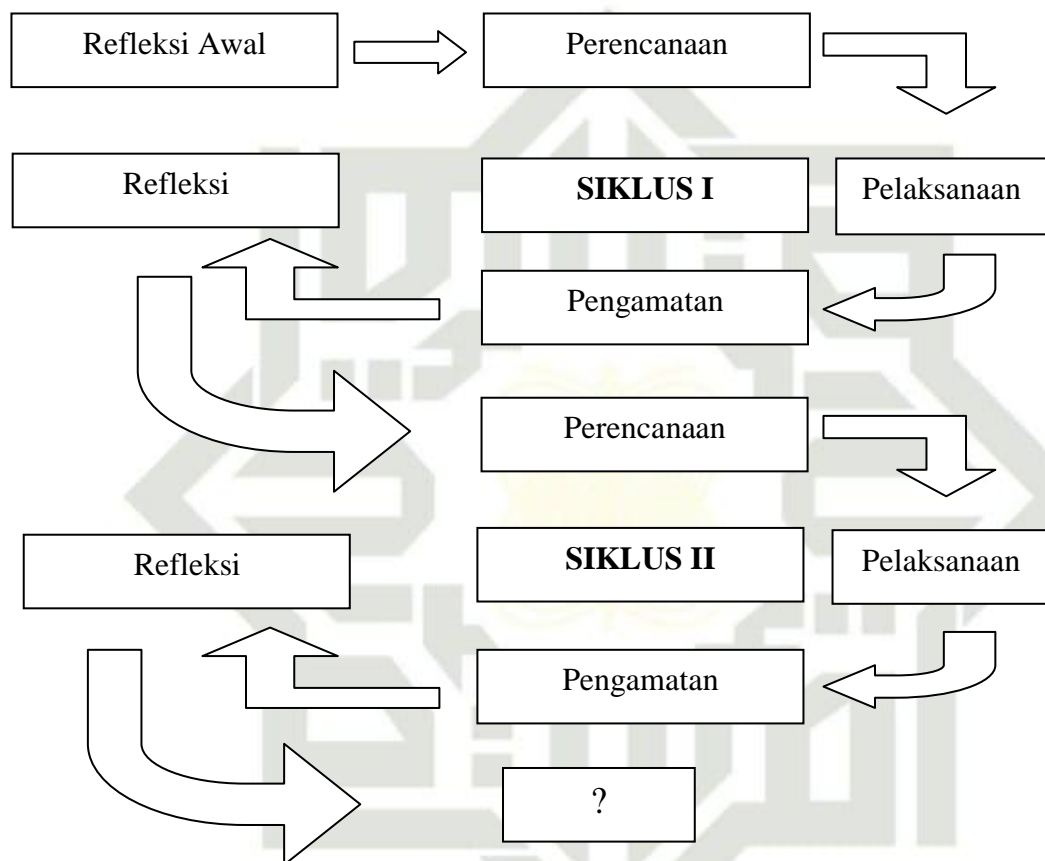 Refleksi Awal
Perencanaan
Refleksi
SIKLUS I
Pelaksanaan
Pengamatan
Perencanaan
Refleksi
SIKLUS II
Pelaksanaan
Pengamatan
?